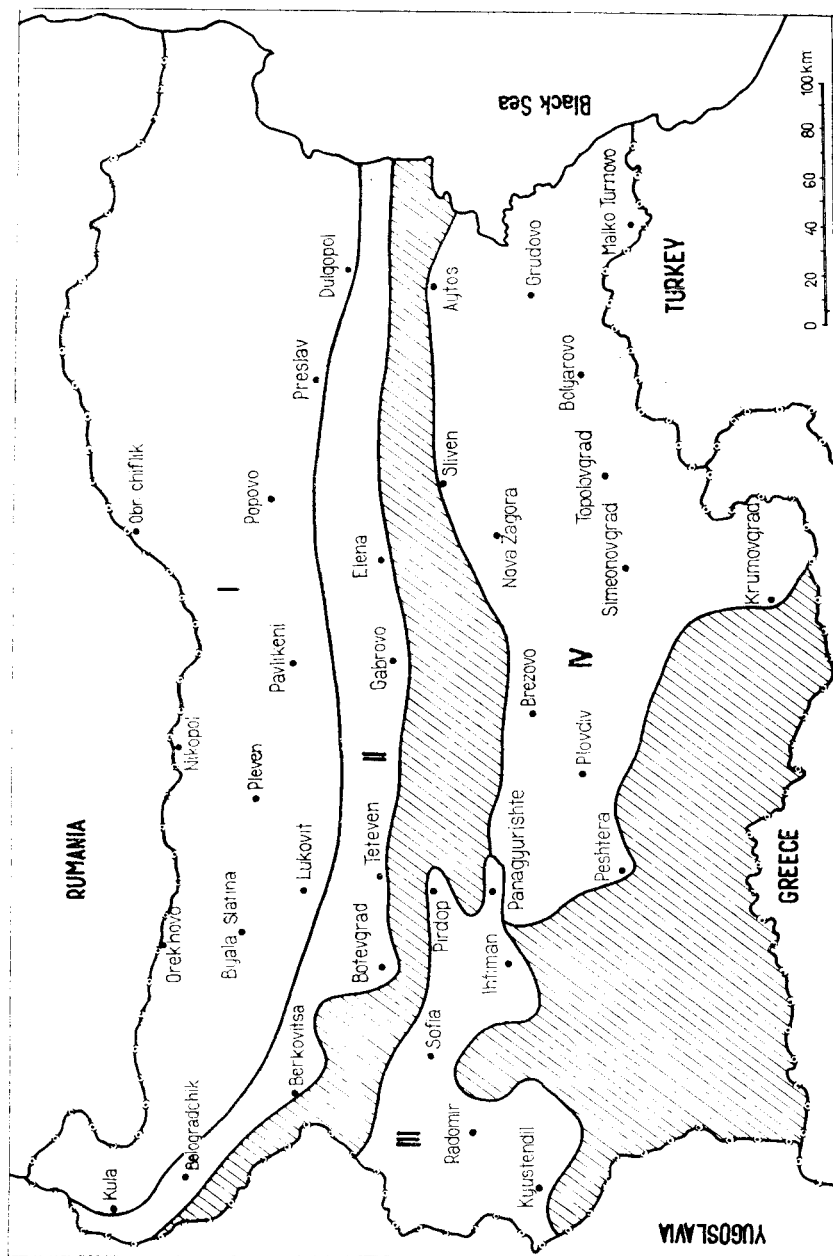 RUMANIA
Kula
Obr. chiflik
Orekhovo
Nikopol
Belogradchik
I
Bjala Slatina
Pleven
Popovo
Pavlikeni
Lukovit
Preslav
Berkovitsa
Dulgopol
II
Botevgrad
Teteven
Gabrovo
Elena
III
Sofia
Pirdop
Sliven
Aytos
Black Sea
Radomir
Ihtiman
Panagyurishte
Nova Zagora
Kyustendil
Brezovo
Grudovo
IV
Plovdiv
Bolyarovo
Peshtera
Simeonovgrad
Topolovgrad
Malko Turnovo
YUGOSLAVIA
TURKEY
Krumovgrad
GREECE
0 20 40 60 80 100 km